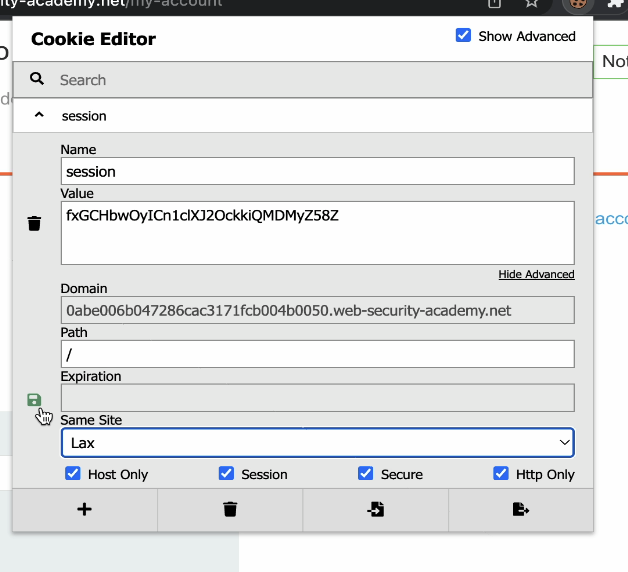 ity-academy.net/my-account
Cookie Editor
Show Advanced
Not
Search
session
Name
session
Value
fxGCHbwOyICn1clXJ2OckkiQMDMyZ58Z
acco
Hide Advanced
Domain
0abe006b047286cac3171fcb004b0050.web-security-academy.net
Path
/
Expiration
Same Site
Lax
Host Only
Session
Secure
Http Only